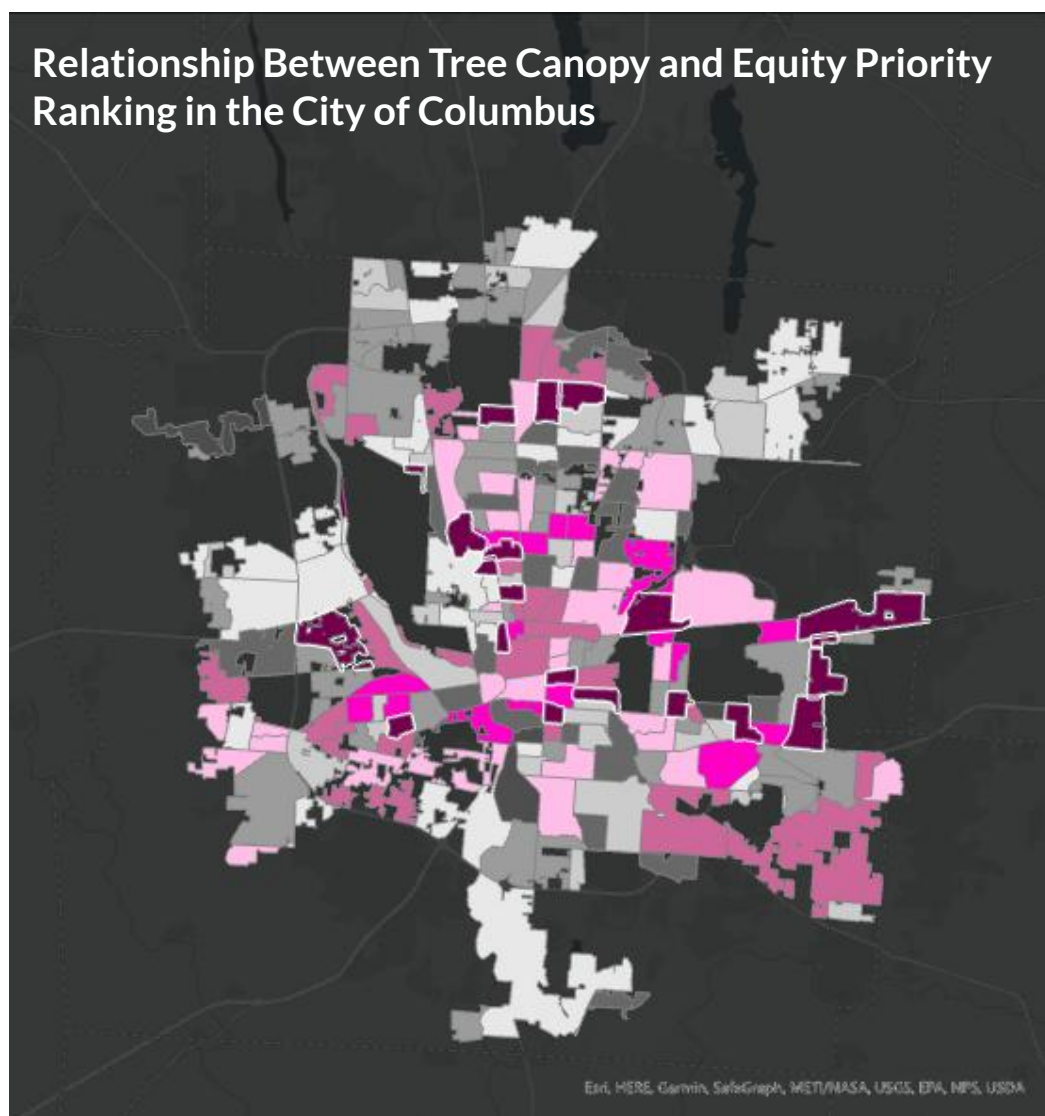 Relationship Between Tree Canopy and Equity Priority
Ranking in the City of Columbus
Esri, HERE, Garmin, SafeGraph, METI/NASA, USGS, EPA, NPS, USDA